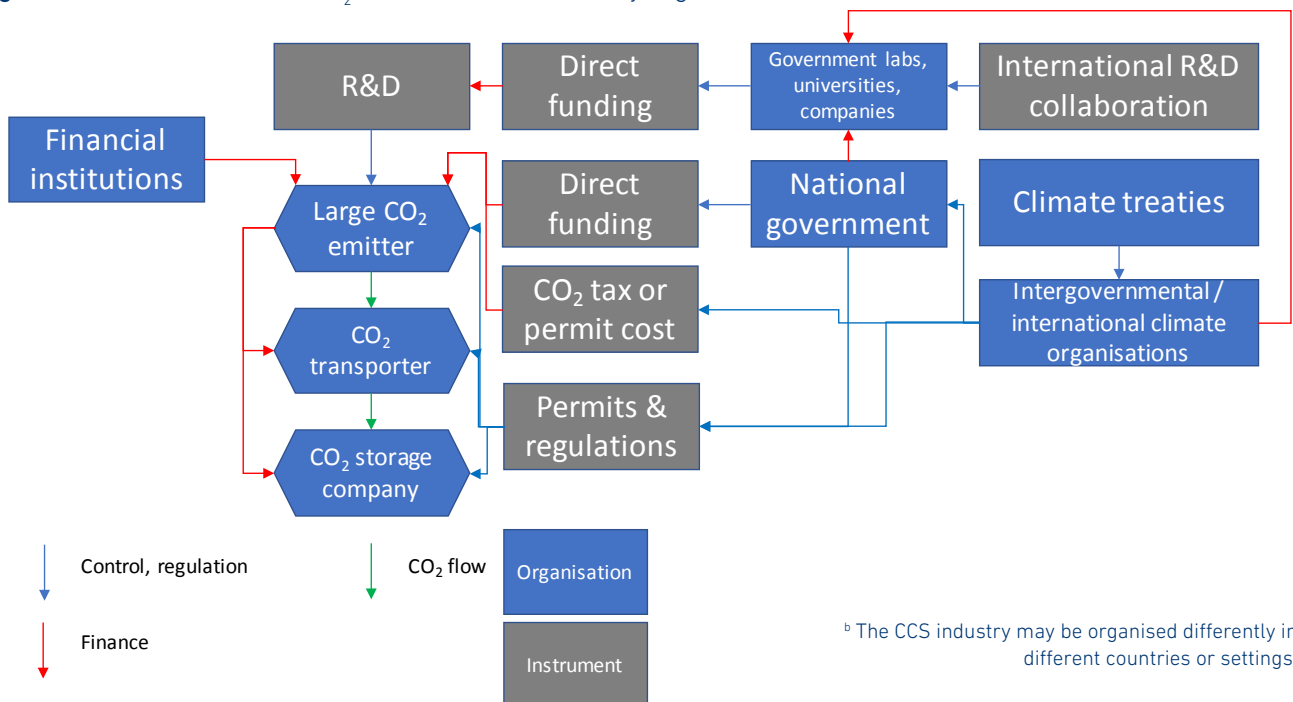 R&D
Direct
funding
Government labs,
universities,
companies
International R&D
collaboration
Financial
institutions
Large CO₂
emitter
Direct
funding
National
government
Climate treaties
CO₂ tax or
permit cost
Intergovernmental /
international climate
organisations
CO₂
transporter
Permits &
regulations
CO₂ storage
company
Control, regulation
CO₂ flow
Organisation
Finance
Instrument
ᵇ The CCS industry may be organised differently in
different countries or settings